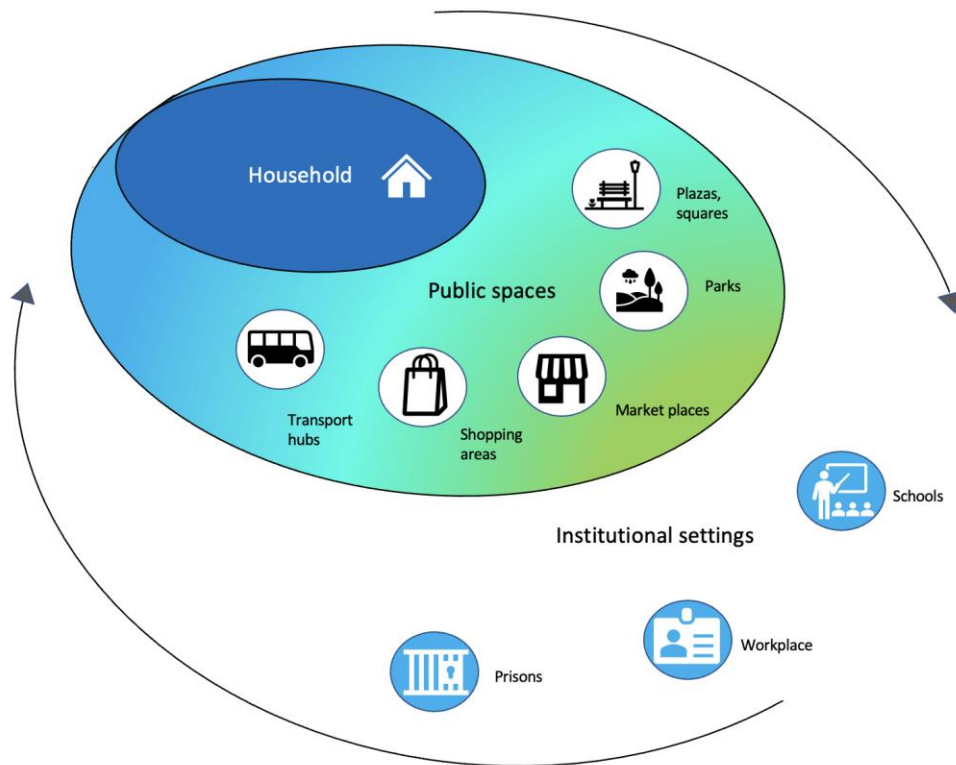 Household
Plazas,
squares
Public spaces
Parks
Transport
hubs
Shopping
areas
Market places
Schools
Institutional settings
Workplace
Prisons